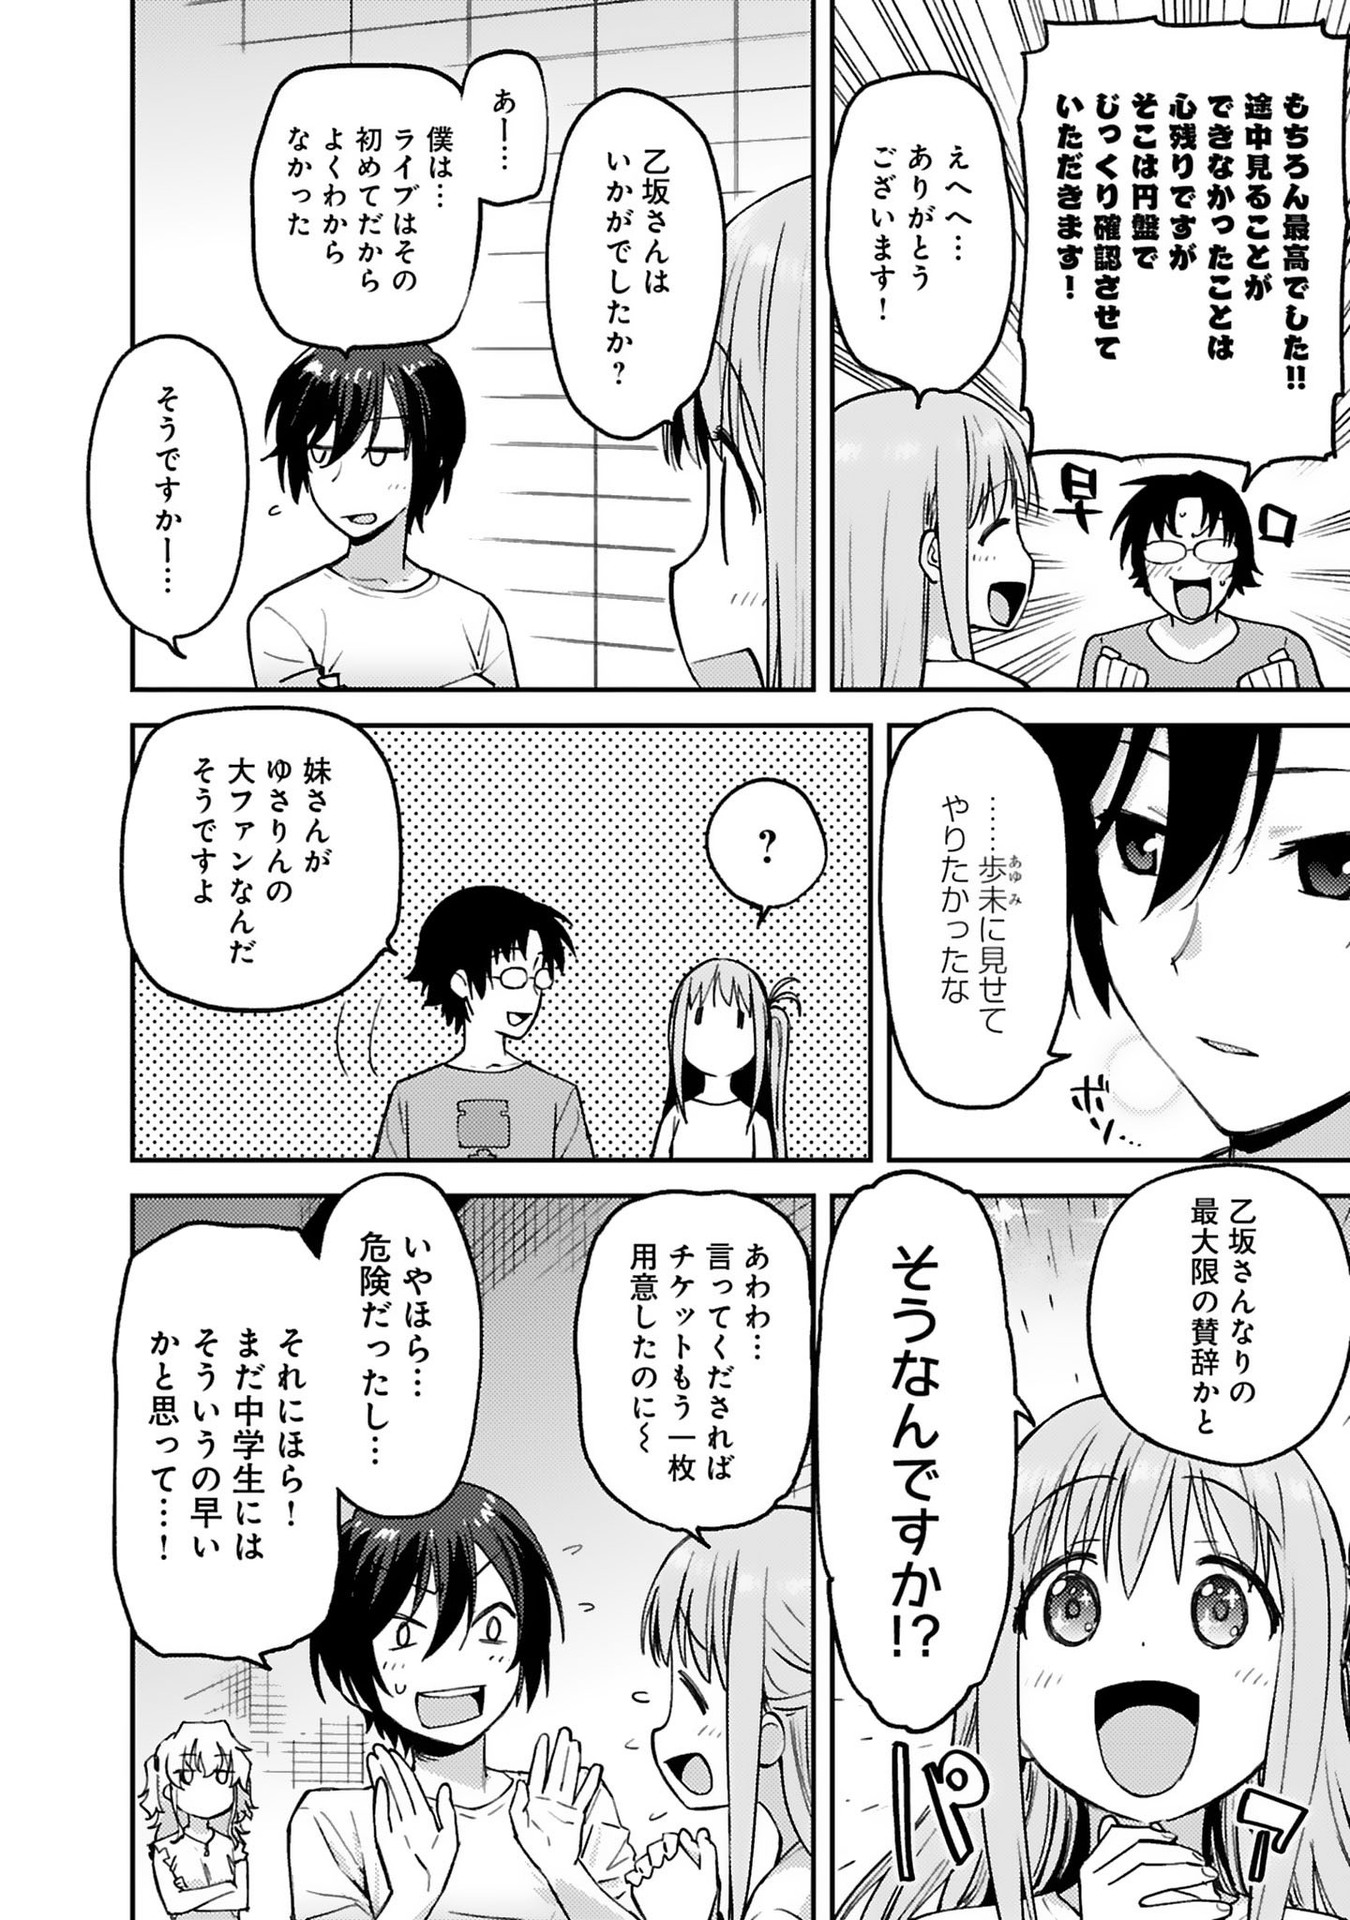 もちろん最高でした!!
途中見ることが
できなかったことは
心残りですが
そこは円盤で
じっくり確認させて
いただきます!
早口
えへへ…
ありがとう
ございます!
乙坂さんは
いかがでしたか?
あー…
僕は…
ライブはその
初めてだから
よくわから
なかった
そうですかー…
……歩未に見せて
あゆみ
やりたかったな
ボソ…
?
妹さんが
ゆさりんの
大ファンなんだ
そうですよ
乙坂さんなりの
最大限の賛辞かと
そうなんですか!?
パァ
あわわ…
言ってくだされば
チケットもう一枚
用意したのに〜
いやほら…
危険だったし…
それにほら!
まだ中学生には
そういうの早い
かと思って…!